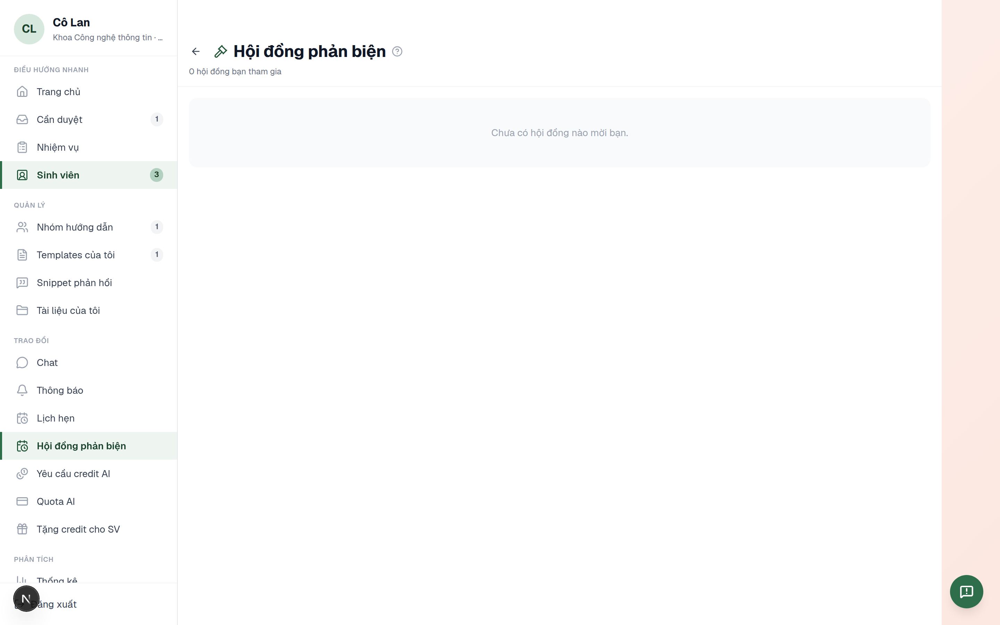 CL
Cô Lan
Khoa Công nghệ thông tin · ...
ĐIỀU HƯỚNG NHANH
Trang chủ
Cần duyệt 1
Nhiệm vụ
Sinh viên 3
QUẢN LÝ
Nhóm hướng dẫn 1
Templates của tôi 1
Snippet phản hồi
Tài liệu của tôi
TRAO ĐỔI
Chat
Thông báo
Lịch hẹn
Hội đồng phản biện
Yêu cầu credit AI
Quota AI
Tặng credit cho SV
PHÂN TÍCH
Thống kê
N
Đăng xuất
Hội đồng phản biện
0 hội đồng bạn tham gia
Chưa có hội đồng nào mời bạn.